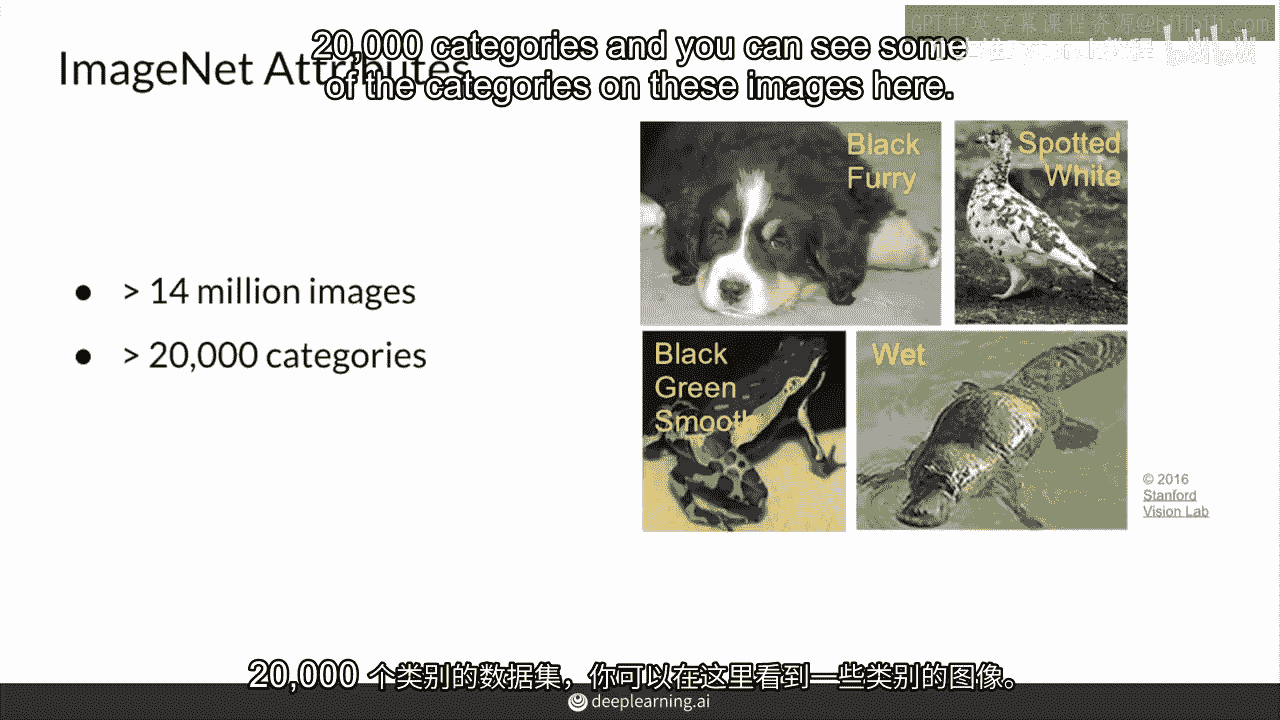 GPT中英字幕课程资源@bilibili.com
20,000 categories and you can see some
of the categories on these images here.
ImageNet Attributes
> 14 million images
> 20,000 categories
Black
Furry
Spotted
White
Black
Green
Smooth
Wet
© 2016
Stanford
Vision Lab
20,000 个类别的数据集，你可以在这里看到一些类别的图像。
deeplearning.ai